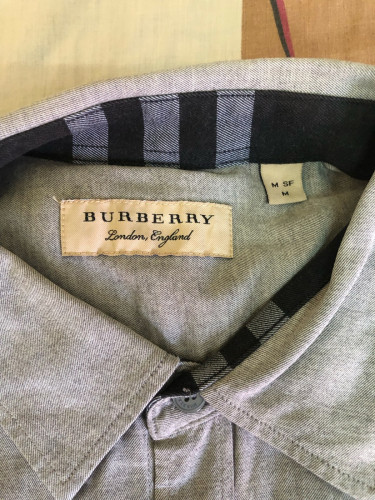 BURBERRY
London, England
M SF
M